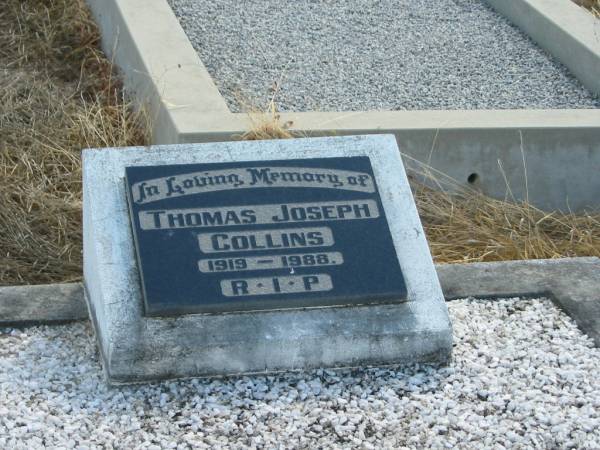 In Loving Memory of
THOMAS JOSEPH
COLLINS
1919 - 1988.
R·I·P